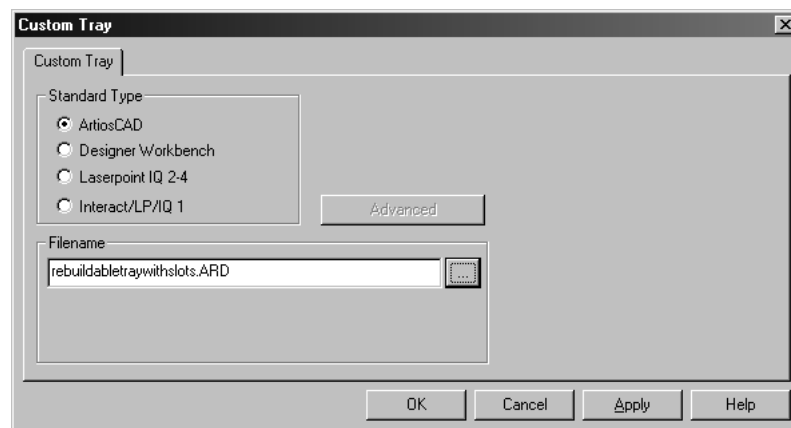 Custom Tray
Custom Tray
Standard Type
ArtiosCAD
Designer Workbench
Laserpoint IQ 2-4
Interact/LP/IQ 1
Advanced
Filename
rebuildabletraywithslots.ARD
...
OK Cancel Apply Help